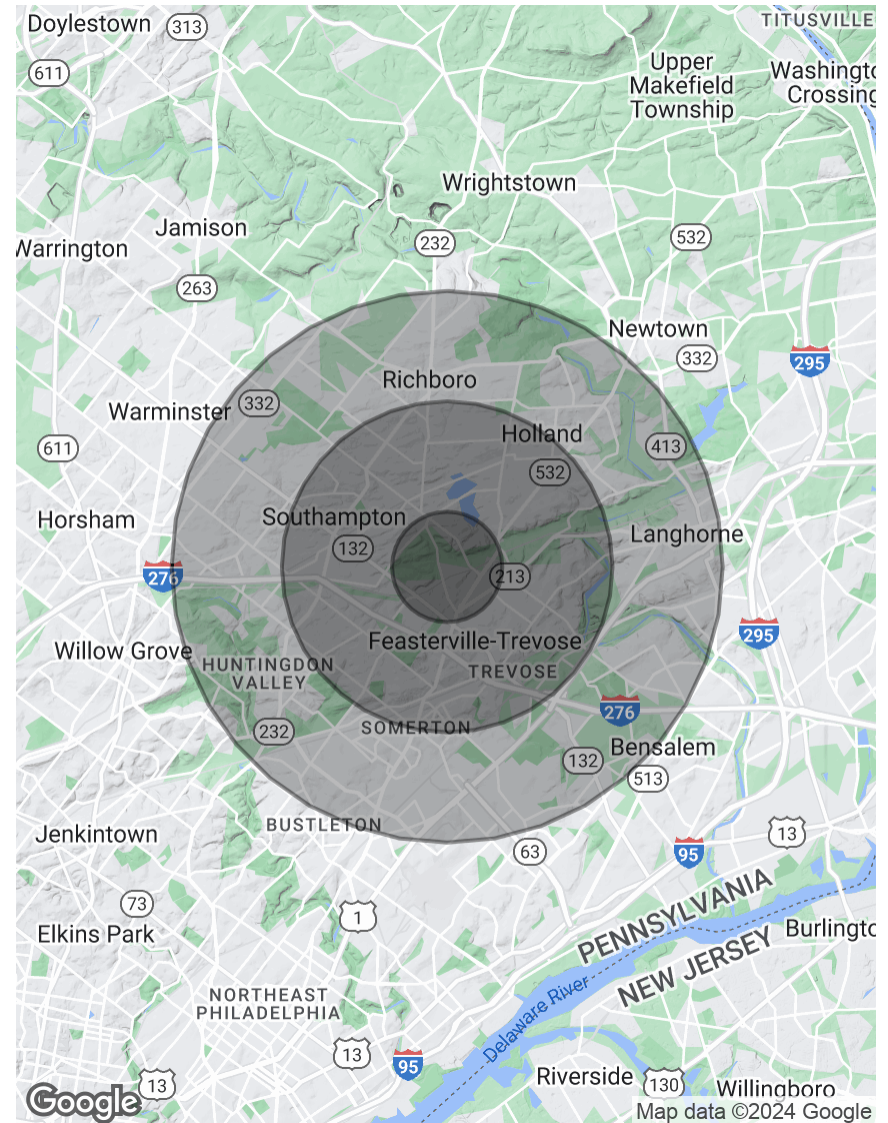 TITUSVILLE
Doylestown
313
611
Upper
Makefield
Township
Washingto
Crossing
Wrightstown
Jamison
232
532
Warrington
263
Newtown
332
295
Richboro
Warminster
332
Holland
611
532
413
Southampton
Horsham
132
Langhorne
276
213
295
Feasterville-Trevose
Willow Grove
HUNTINGDON
VALLEY
TREVOSE
276
SOMERTON
232
Bensalem
132
513
BUSTLETON
Jenkintown
13
63
95
73
1
PENNSYLVANIA
Elkins Park
Burlingto
NEW JERSEY
NORTHEAST
PHILADELPHIA
Delaware River
13
95
Riverside
13
130
Willingboro
Google
Map data ©2024 Google